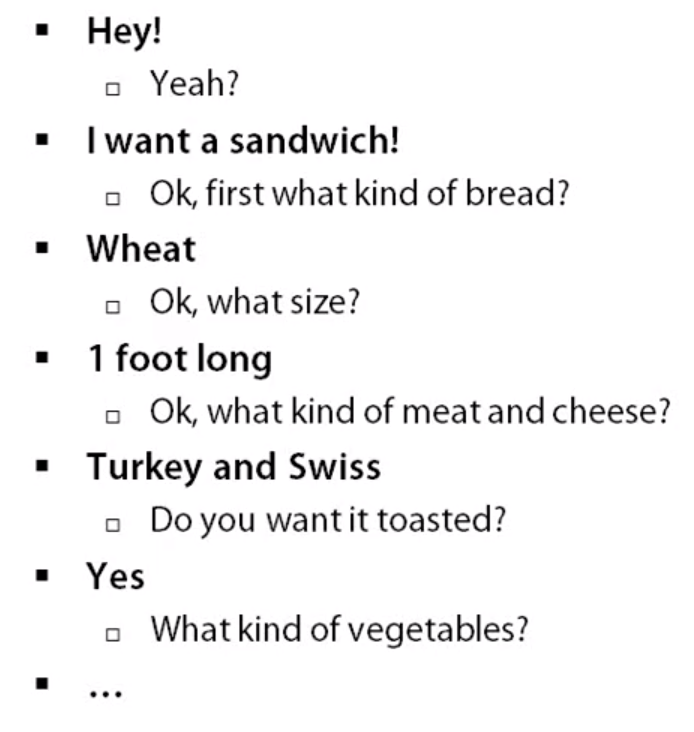 Hey!
Yeah?
I want a sandwich!
Ok, first what kind of bread?
Wheat
Ok, what size?
1 foot long
Ok, what kind of meat and cheese?
Turkey and Swiss
Do you want it toasted?
Yes
What kind of vegetables?
...